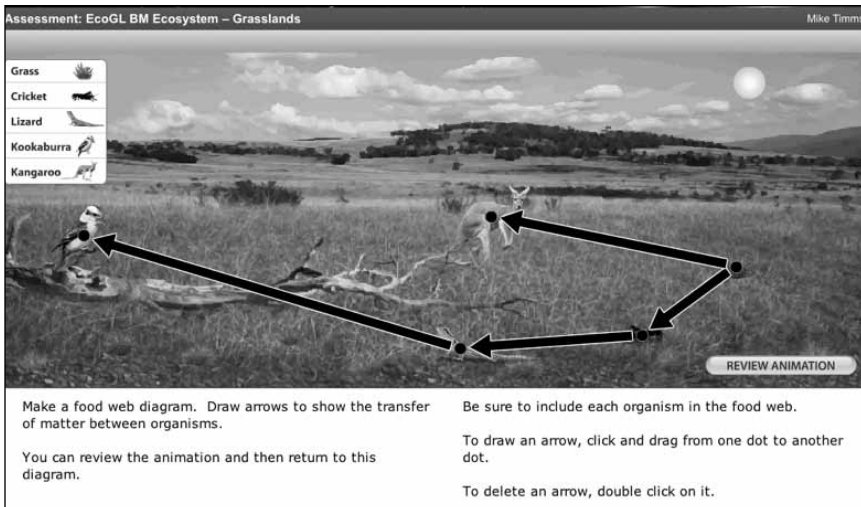 Assessment: EcoGL BM Ecosystem – Grasslands
Mike Timms
Grass
Cricket
Lizard
Kookaburra
Kangaroo
REVIEW ANIMATION
Make a food web diagram. Draw arrows to show the transfer
of matter between organisms.
You can review the animation and then return to this
diagram.
Be sure to include each organism in the food web.
To draw an arrow, click and drag from one dot to another
dot.
To delete an arrow, double click on it.